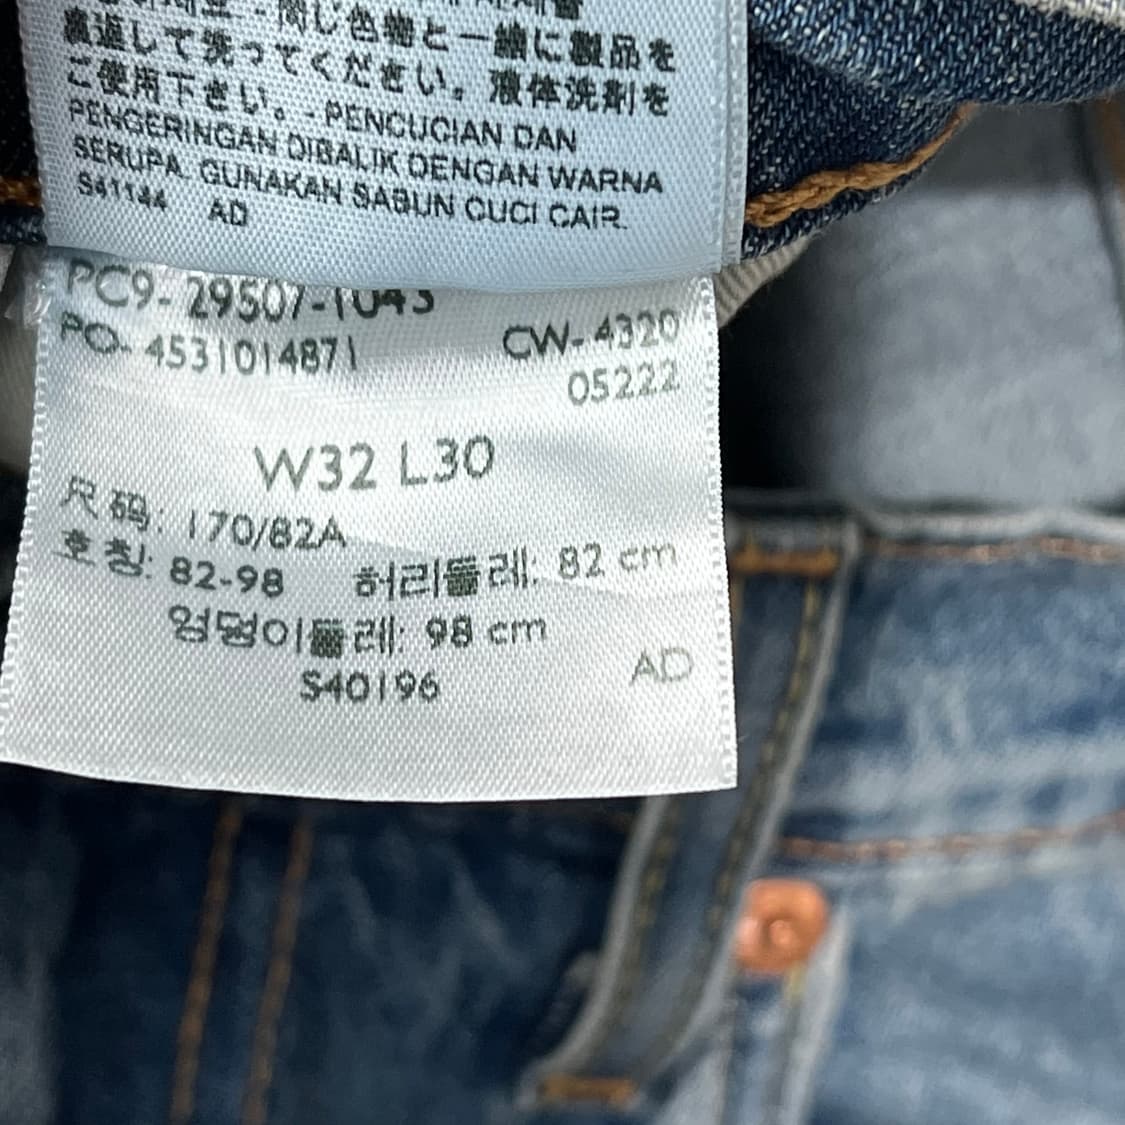 - 同じ色物と一緒に製品を
裏返して洗ってください。液体洗剤を
ご使用下さい。 - PENCUCIAN DAN
PENGERINGAN DIBALIK DENGAN WARNA
SERUPA. GUNAKAN SABUN CUCI CAIR.
S41144 AD
PC9- 29507-1043
PO- 4531014871 CW- 4320
05222
W32 L30
尺码: 170/82A
호칭: 82-98 허리둘레: 82 cm
엉덩이둘레: 98 cm
S40196 AD